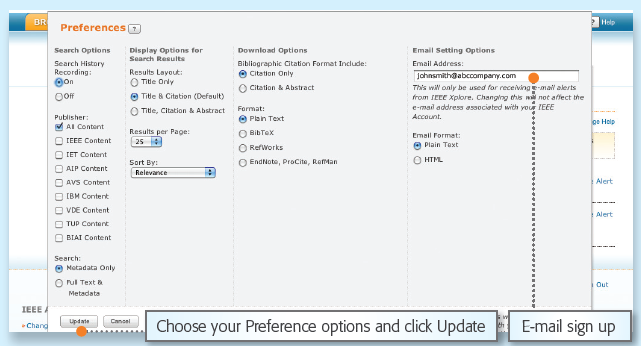 BR
Preferences ?
? Help
Search Options
Search History
Recording:
On
Off
Publisher:
All Content
IEEE Content
IET Content
AIP Content
AVS Content
IBM Content
VDE Content
TUP Content
BIAI Content
Search:
Metadata Only
Full Text &
Metadata
Display Options for
Search Results
Results Layout:
Title Only
Title & Citation (Default)
Title, Citation & Abstract
Results per Page:
25
Sort By:
Relevance
Download Options
Bibliographic Citation Format Include:
Citation Only
Citation & Abstract
Format:
Plain Text
BibTeX
RefWorks
EndNote, ProCite, RefMan
Email Setting Options
Email Address:
johnsmith@abccompany.com
This will only be used for receiving e-mail alerts
from IEEE Xplore. Changing this will not affect the
e-mail address associated with your IEEE
Account.
Email Format:
Plain Text
HTML
ge Help
s
e Alert
e Alert
n Out
IEEE A
Chang
Update
Cancel
Choose your Preference options and click Update
E-mail sign up